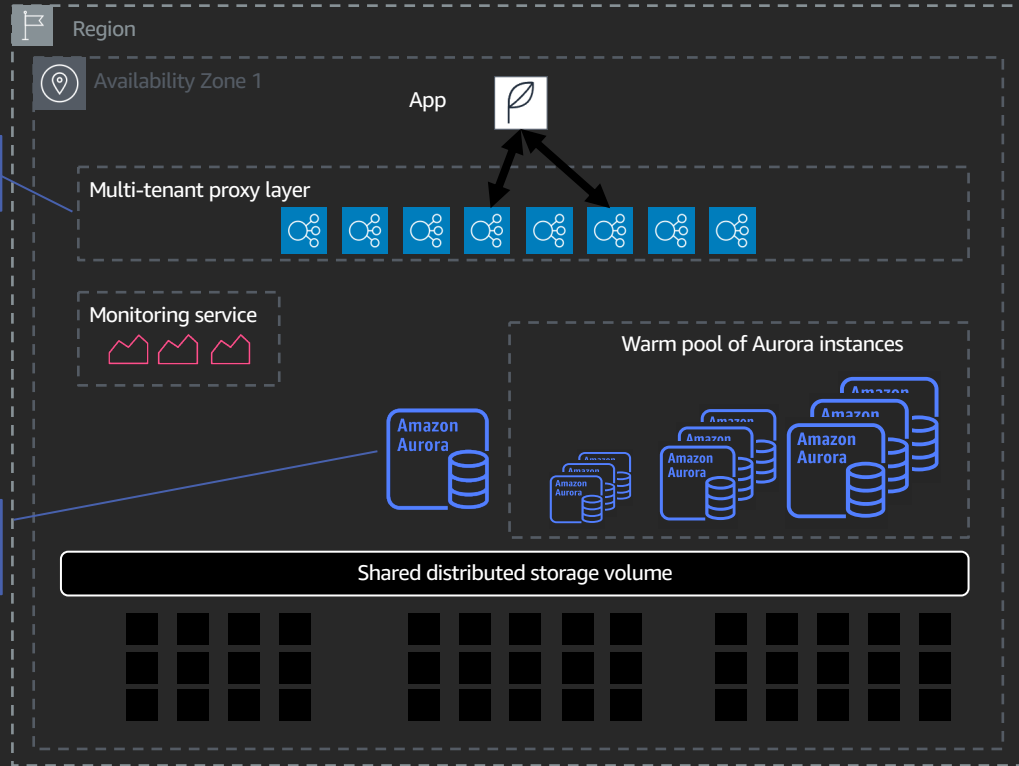 Region
Availability Zone 1
App
Multi-tenant proxy layer
Monitoring service
Warm pool of Aurora instances
Amazon
Aurora
Amazon
Aurora
Amazon
Amazon
Amazon
Aurora
Amazon
Amazon
Amazon
Aurora
Amazon
Amazon
Shared distributed storage volume